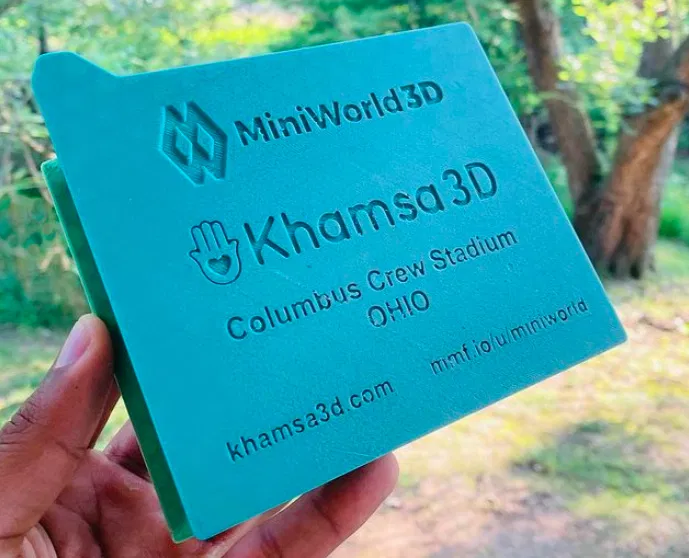 MiniWorld3D
Khamsa3D
Columbus Crew Stadium
OHIO
khamsa3d.com
mmf.io/u/miniworld